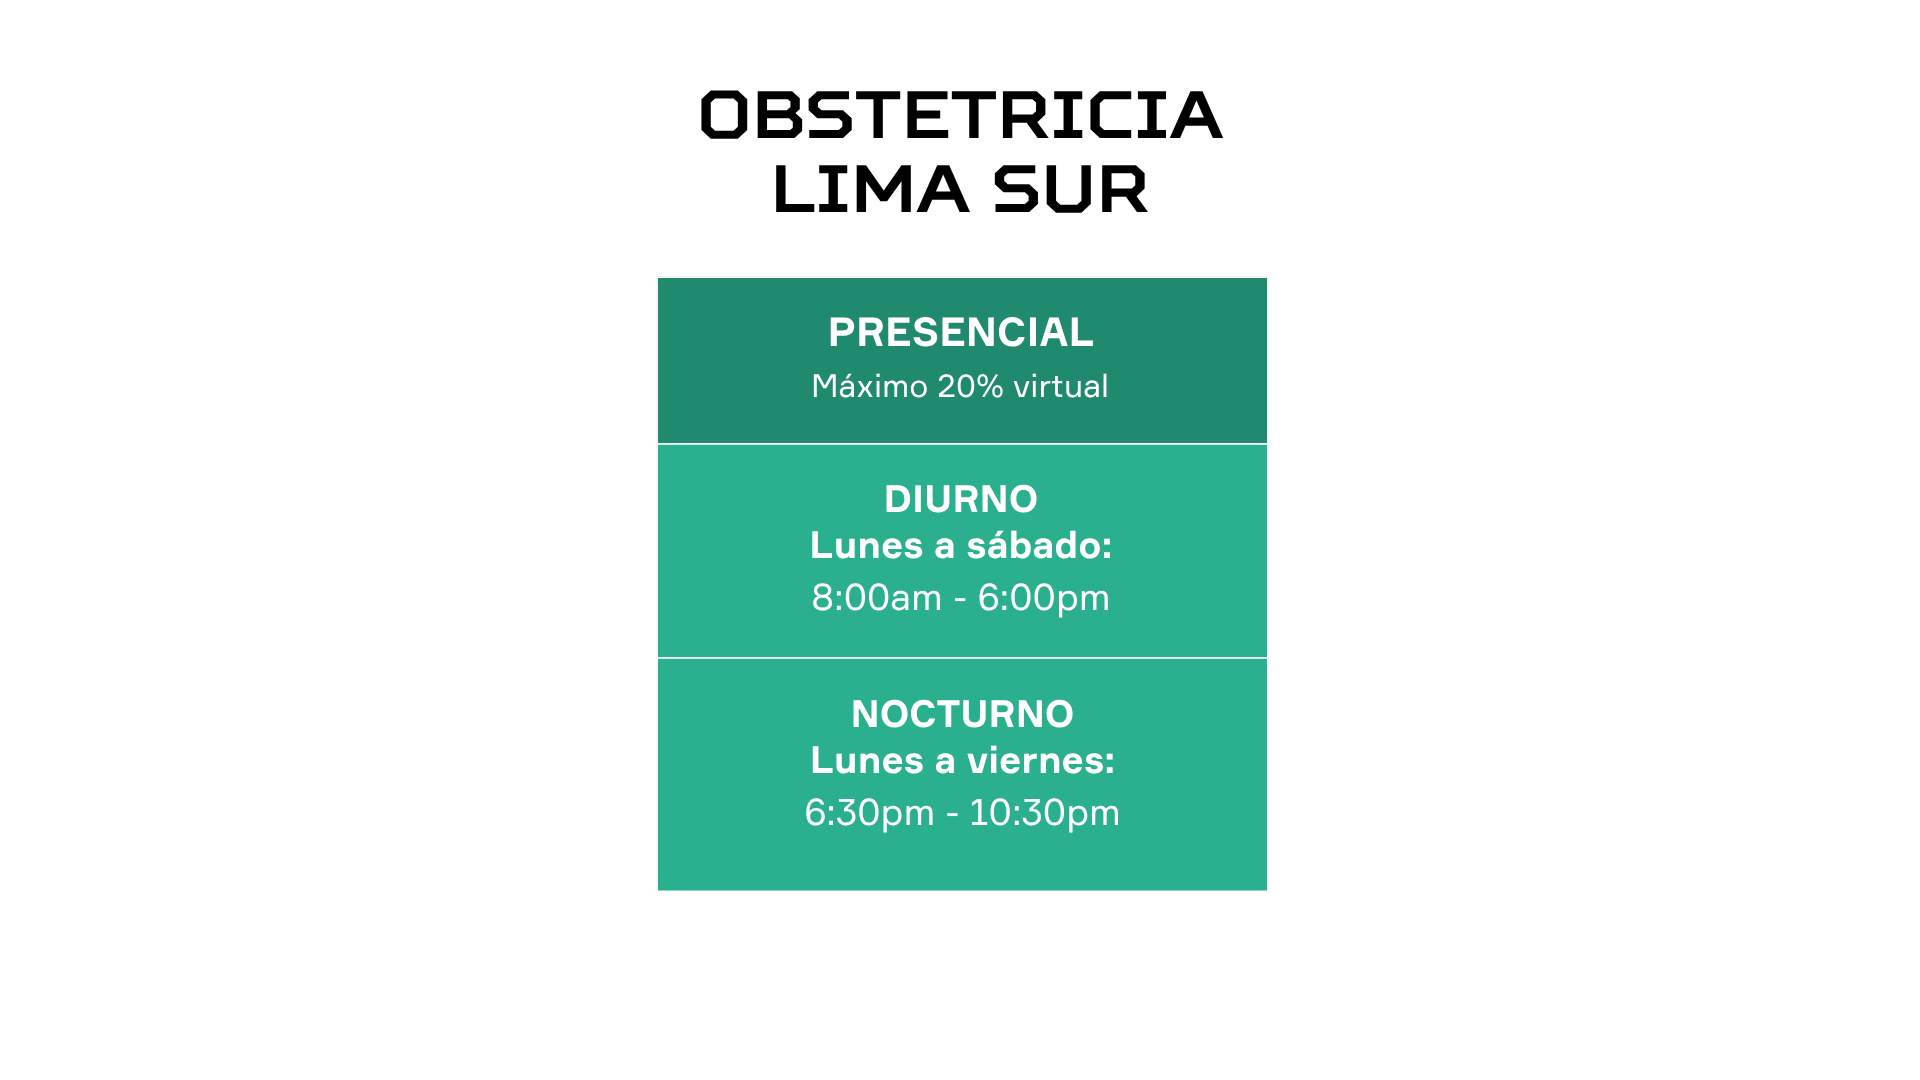 OBSTETRICIA
LIMA SUR
PRESENCIAL
Máximo 20% virtual
DIURNO
Lunes a sábado:
8:00am - 6:00pm
NOCTURNO
Lunes a viernes:
6:30pm - 10:30pm